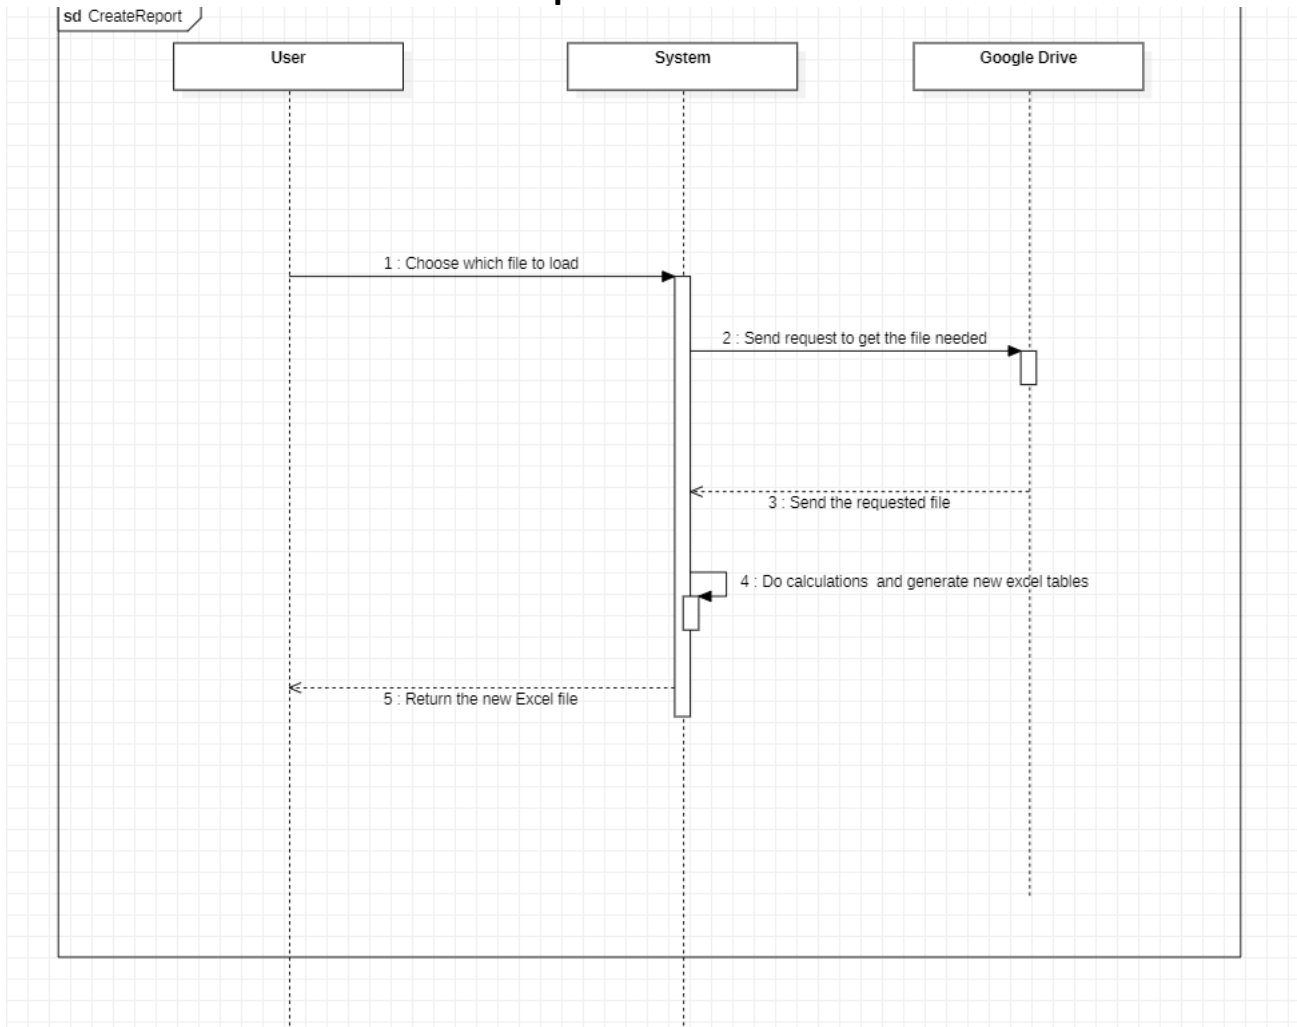 sd CreateReport
User
System
Google Drive
1 : Choose which file to load
2 : Send request to get the file needed
3 : Send the requested file
4 : Do calculations  and generate new excel tables
5 : Return the new Excel file